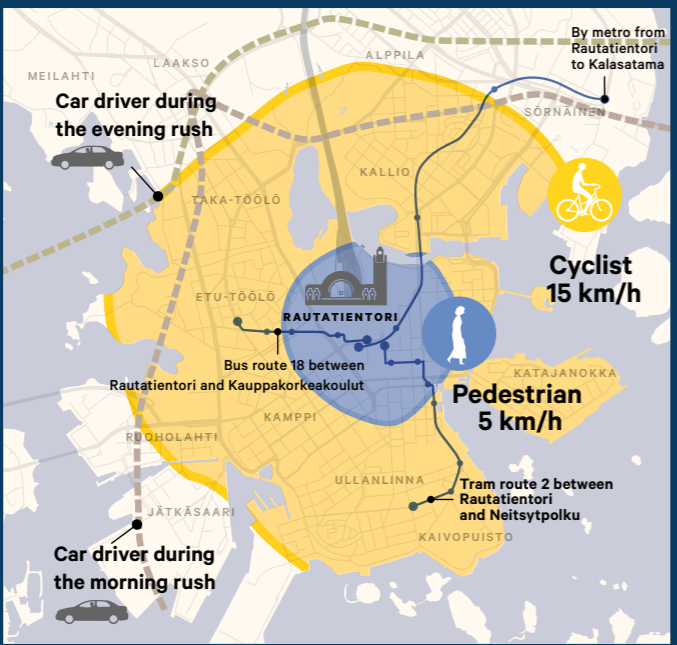 By metro from
Rautatientori
to Kalasatama
ALPPILA
LAAKSO
MEILAHTI
Car driver during
the evening rush
SÖRNÄINEN
KALLIO
TAKA-TÖÖLÖ
Cyclist
15 km/h
ETU-TÖÖLÖ
RAUTATIENTORI
Bus route 18 between
Rautatientori and Kauppakorkeakoulut
KATAJANOKKA
Pedestrian
5 km/h
KAMPPI
RUOHOLAHTI
ULLANLINNA
Tram route 2 between
Rautatientori
and Neitsytpolku
JÄTKÄSAARI
KAIVOPUISTO
Car driver during
the morning rush